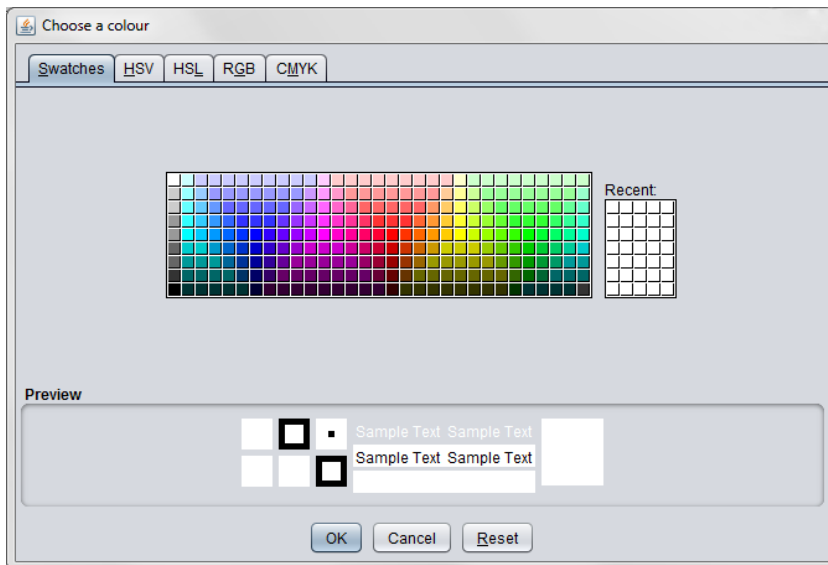 Choose a colour
Swatches HSV HSL RGB CMYK
Recent:
Preview
Sample Text Sample Text
Sample Text Sample Text
OK Cancel Reset